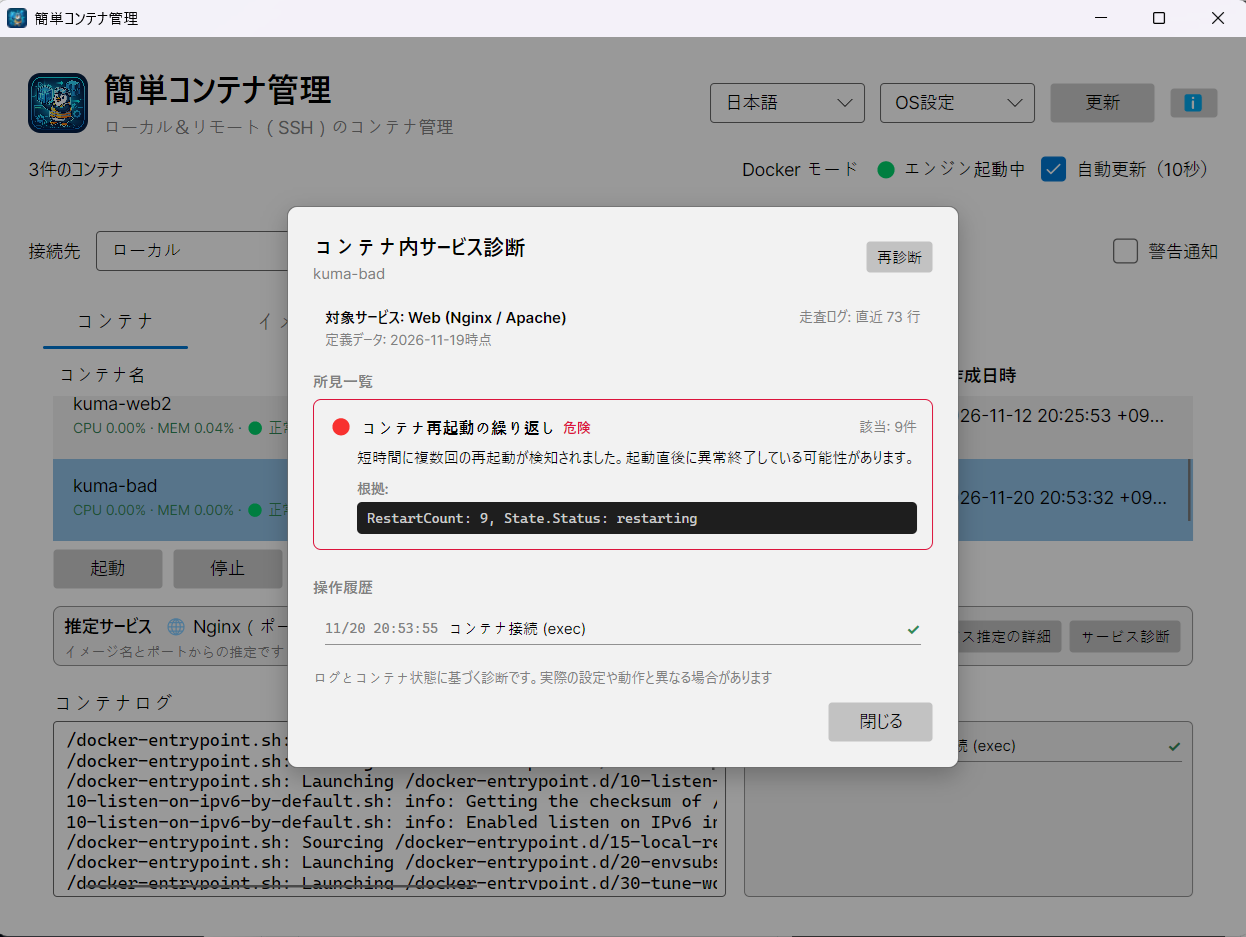 簡単コンテナ管理
簡単コンテナ管理
ローカル＆リモート ( SSH ) のコンテナ管理
日本語
OS設定
更新
3件のコンテナ
Docker モード
エンジン起動中
自動更新（10秒）
接続先
ローカル
警告通知
コンテナ
イメ
コンテナ名
作成日時
kuma-web2
CPU 0.00% · MEM 0.04% · 正常
26-11-12 20:25:53 +09...
kuma-bad
CPU 0.00% · MEM 0.00% · 正常
26-11-20 20:53:32 +09...
起動
停止
推定サービス
Nginx ( ポー
イメージ名とポートからの推定です
ス推定の詳細
サービス診断
コンテナログ
/docker-entrypoint.sh:
/docker-entrypoint.sh:
/docker-entrypoint.sh: Launching /docker-entrypoint.d/10-listen-
10-listen-on-ipv6-by-default.sh: info: Getting the checksum of /
10-listen-on-ipv6-by-default.sh: info: Enabled listen on IPv6 in
/docker-entrypoint.sh: Sourcing /docker-entrypoint.d/15-local-re
/docker-entrypoint.sh: Launching /docker-entrypoint.d/20-envsubs
/docker-entrypoint.sh: Launching /docker-entrypoint.d/30-tune-wo
続 (exec)
コンテナ内サービス診断
kuma-bad
再診断
対象サービス: Web (Nginx / Apache)
走査ログ: 直近 73 行
定義データ: 2026-11-19時点
所見一覧
コンテナ再起動の繰り返し 危険
該当: 9件
短時間に複数回の再起動が検知されました。起動直後に異常終了している可能性があります。
根拠:
RestartCount: 9, State.Status: restarting
操作履歴
11/20 20:53:55 コンテナ接続 (exec)
ログとコンテナ状態に基づく診断です。実際の設定や動作と異なる場合があります
閉じる